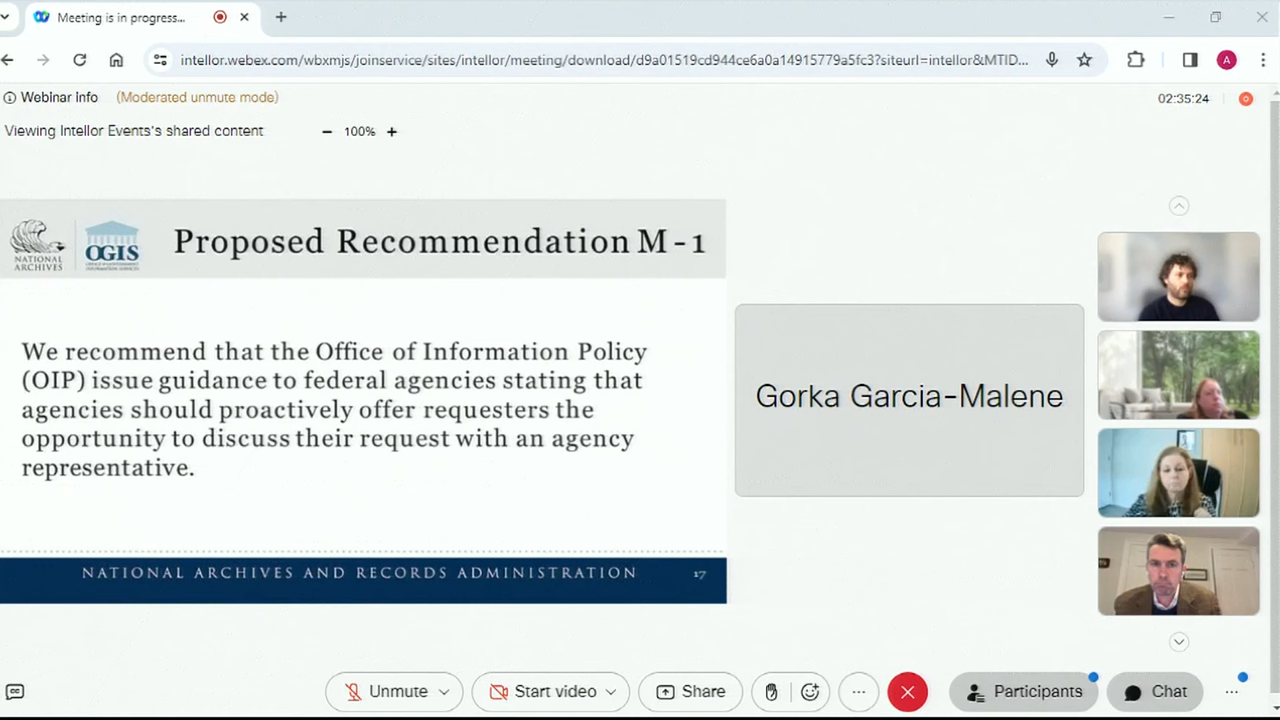 Meeting is in progress...
intellor.webex.com/wbxmjs/joinservice/sites/intellor/meeting/download/d9a01519cd944ce6a0a14915779a5fc3?siteurl=intellor&MTID...
A
Webinar info (Moderated unmute mode)
02:35:24
Viewing Intellor Events's shared content
100%
NATIONAL
ARCHIVES
OGIS
Proposed Recommendation M-1
We recommend that the Office of Information Policy
(OIP) issue guidance to federal agencies stating that
agencies should proactively offer requesters the
opportunity to discuss their request with an agency
representative.
Gorka Garcia-Malene
NATIONAL ARCHIVES AND RECORDS ADMINISTRATION 17
Unmute
Start video
Share
Participants
Chat